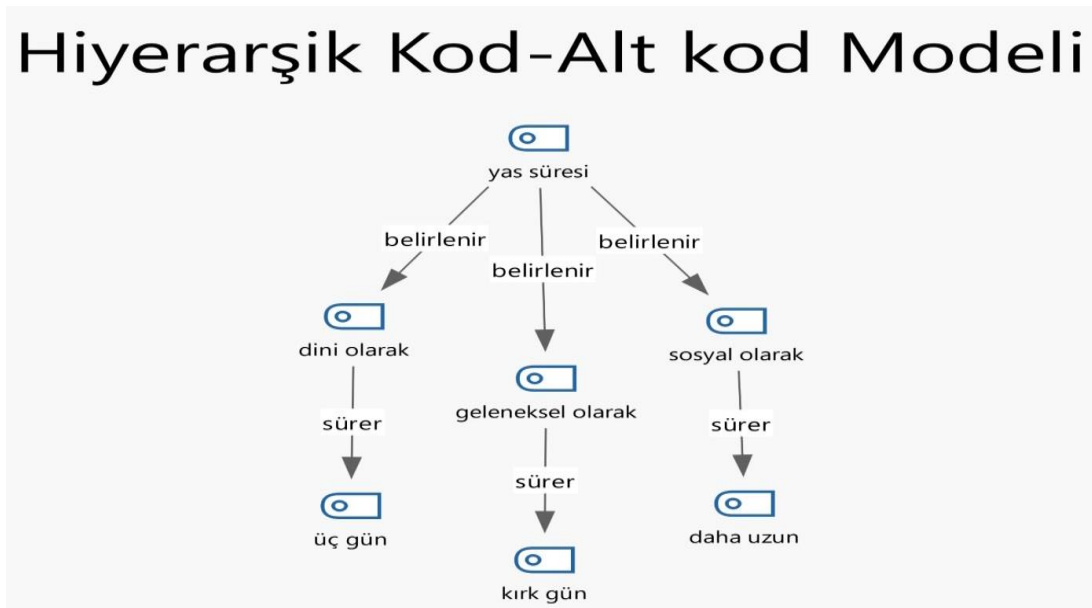 Hiyerarşik Kod-Alt kod Modeli
yas süresi
belirlenir
belirlenir
belirlenir
dini olarak
sosyal olarak
geleneksel olarak
sürer
sürer
sürer
üç gün
daha uzun
kırk gün